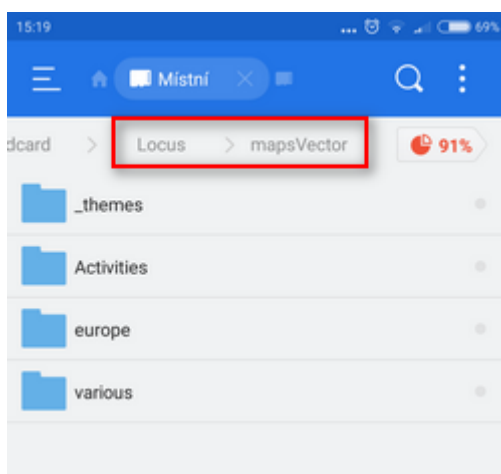 15:19 ... 69%
Místní
dcard > Locus > mapsVector 91%
_themes
Activities
europe
various